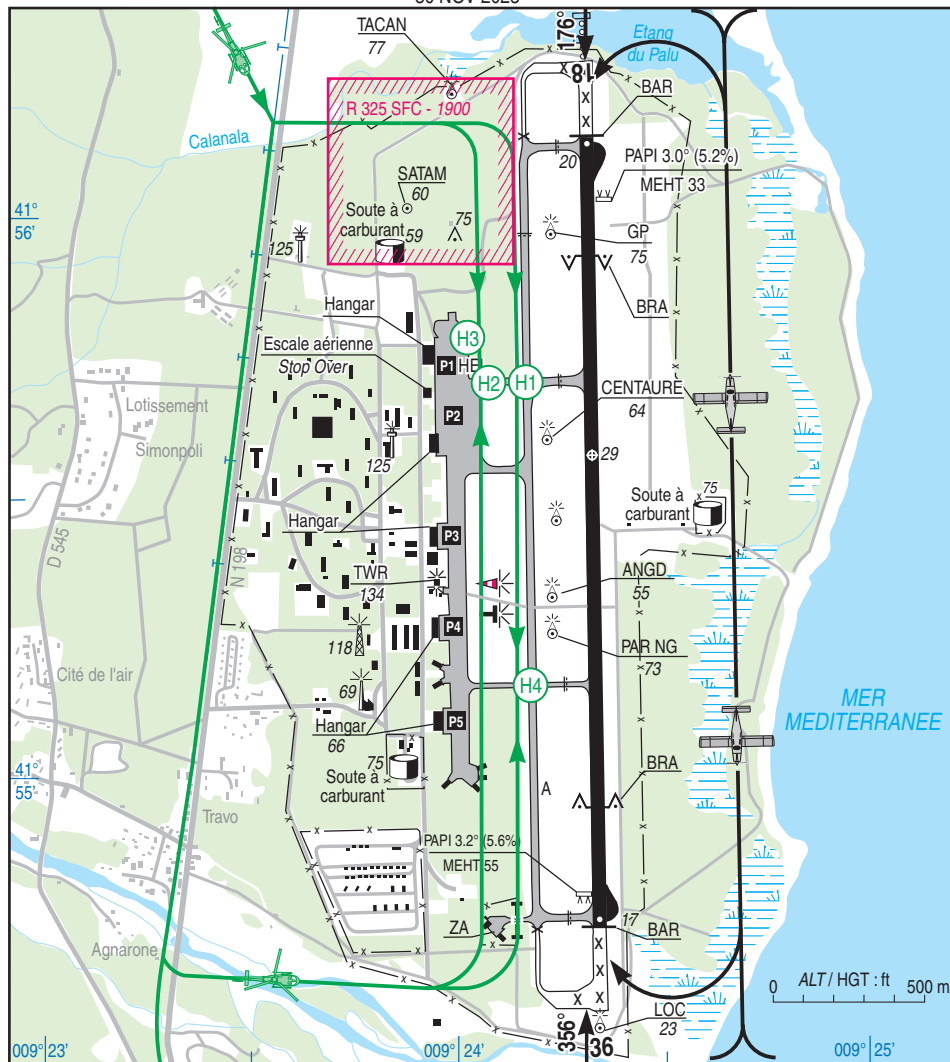 TACAN
77
176°
18
Etang
du Palu
BAR
R 325 SFC - 1900
Calanala
20
PAPI 3.0° (5.2%)
MEHT 33
SATAM
60
41°
56'
Soute à
carburant
59
75
125
GP
75
BRA
Hangar
H3
P1
HE
Escale aérienne
Stop Over
H2
H1
CENTAURE
64
Lotissement
Simonpoli
P2
125
29
Soute à
carburant
75
Hangar
D 545
N 198
P3
TWR
134
ANGD
55
P4
118
PAR NG
73
Cité de l'air
69
H4
MER
MEDITERRANEE
Hangar
66
P5
75
Soute à
carburant
BRA
41°
55'
A
Travo
PAPI 3.2° (5.6%)
MEHT 55
ZA
17
BAR
Agnarone
ALT / HGT : ft
0
500 m
LOC
23
356°
36
009° 23'
009° 24'
009° 25'